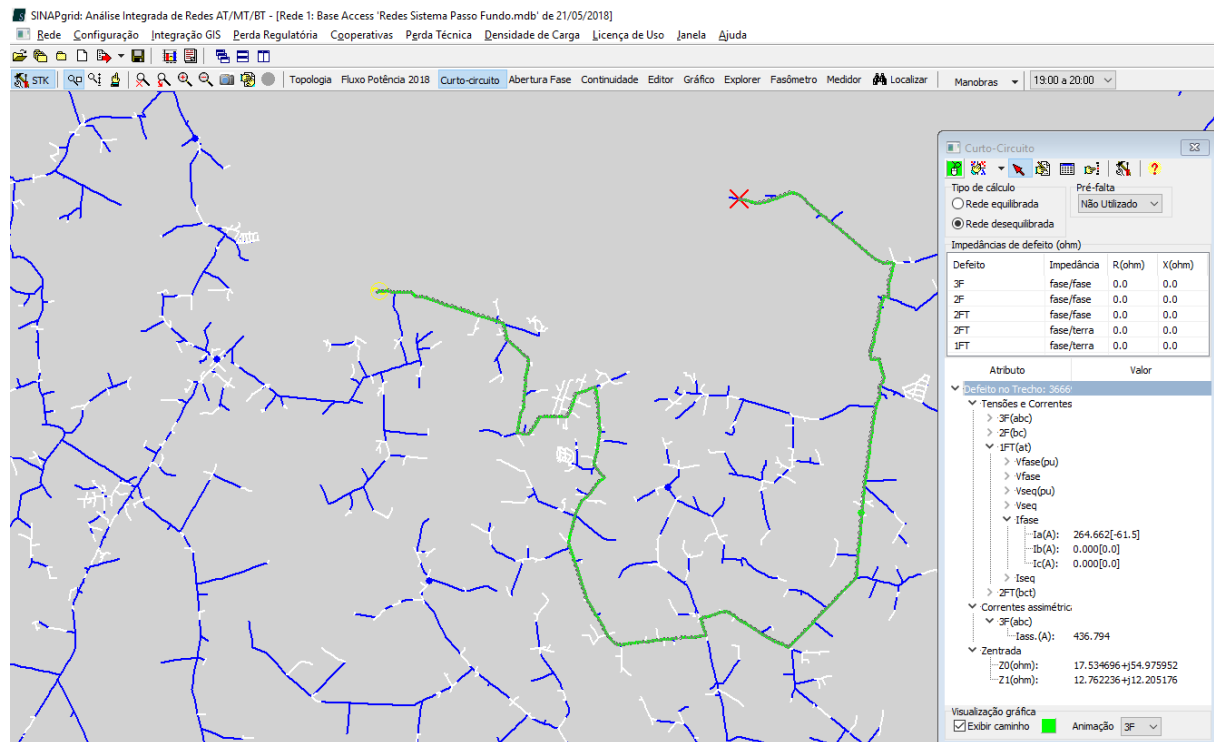 SINAPgrid: Análise Integrada de Redes AT/MT/BT - [Rede 1: Base Access 'Redes Sistema Passo Fundo.mdb' de 21/05/2018]
Rede Configuração Integração GIS Perda Regulatória Cooperativas Perda Técnica Densidade de Carga Licença de Uso Janela Ajuda
STK Topologia Fluxo Potência 2018 Curto-circuito Abertura Fase Continuidade Editor Gráfico Explorer Fasômetro Medidor Localizar Manobras 19:00 a 20:00
Curto-Circuito
?
Tipo de cálculo Pré-falta
Rede equilibrada Não Utilizado
Rede desequilibrada
Impedâncias de defeito (ohm)
Defeito Impedância R(ohm) X(ohm)
3F fase/fase 0.0 0.0
2F fase/fase 0.0 0.0
2FT fase/fase 0.0 0.0
2FT fase/terra 0.0 0.0
1FT fase/terra 0.0 0.0
Atributo Valor
Defeito no Trecho: 3666
Tensões e Correntes
3F(abc)
2F(bc)
1FT(at)
Vfase(pu)
Vfase
Vseq(pu)
Vseq
Ifase
Ia(A): 264.662[-61.5]
Ib(A): 0.000[0.0]
Ic(A): 0.000[0.0]
Iseq
2FT(bct)
Correntes assimétric
3F(abc)
Iass.(A): 436.794
Zentrada
Z0(ohm): 17.534696+j54.975952
Z1(ohm): 12.762236+j12.205176
Visualização gráfica
Exibir caminho Animação 3F